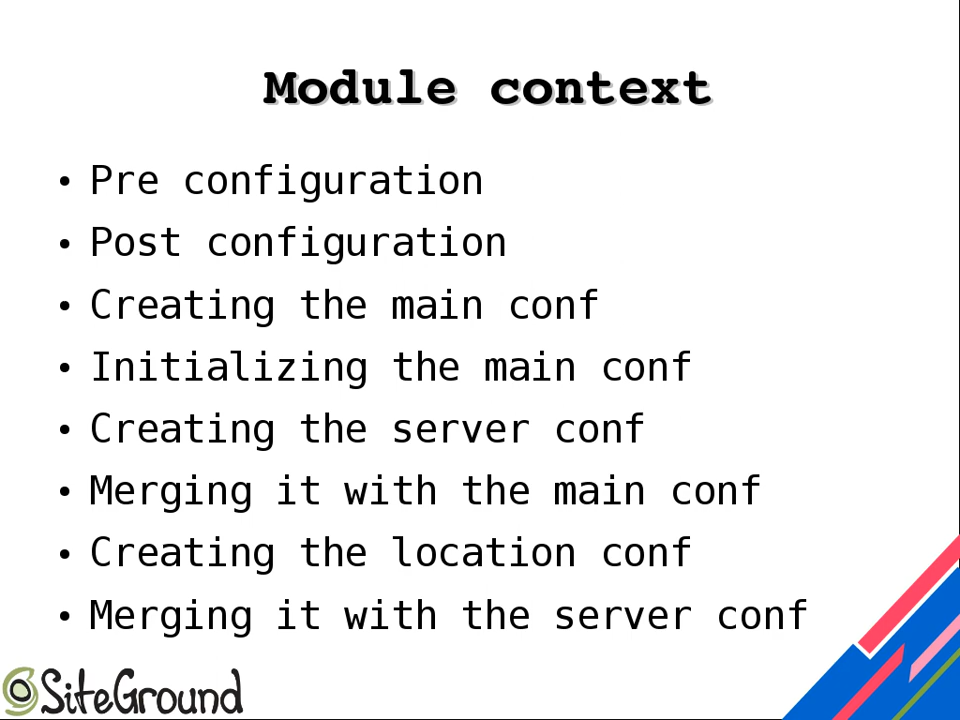 Module context
• Pre configuration
• Post configuration
• Creating the main conf
• Initializing the main conf
• Creating the server conf
• Merging it with the main conf
• Creating the location conf
• Merging it with the server conf
SiteGround